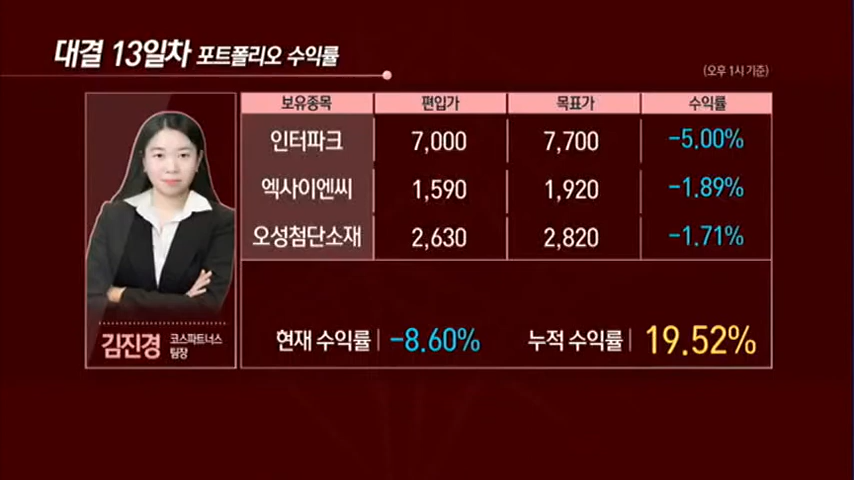 대결 13일차 포트폴리오 수익률
(오후 1시 기준)
보유종목 편입가 목표가 수익률
인터파크 7,000 7,700 -5.00%
엑사이엔씨 1,590 1,920 -1.89%
오성첨단소재 2,630 2,820 -1.71%
현재 수익률 -8.60% 누적 수익률 19.52%
김진경 코스파트너스
팀장